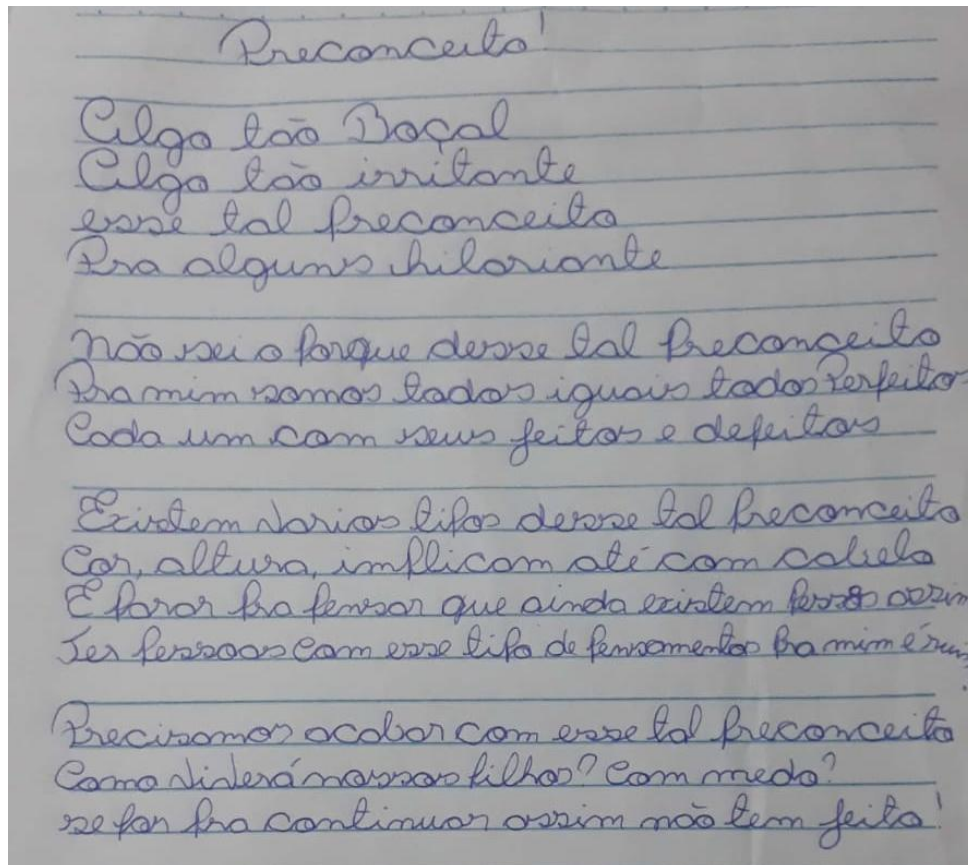 Preconceito!
Algo tão Boçal
Algo tão irritante
esse tal Preconceito
Pra alguns hilariante
Não sei o porque desse tal Preconceito
Pra mim somos todos iguais todos Perfeitos
Cada um com seus feitos e defeitos
Existem varios tipos desse tal Preconceito
Cor, altura, implicam até com cabelo
E parar pra pensar que ainda existem assim
Ter pessoas com esse tipo de pensamentos pra mim é ruim
Precisamos acabar com esse tal preconceito
Como viverá nossos filhos? Com medo?
se for pra continuar assim não tem jeito!